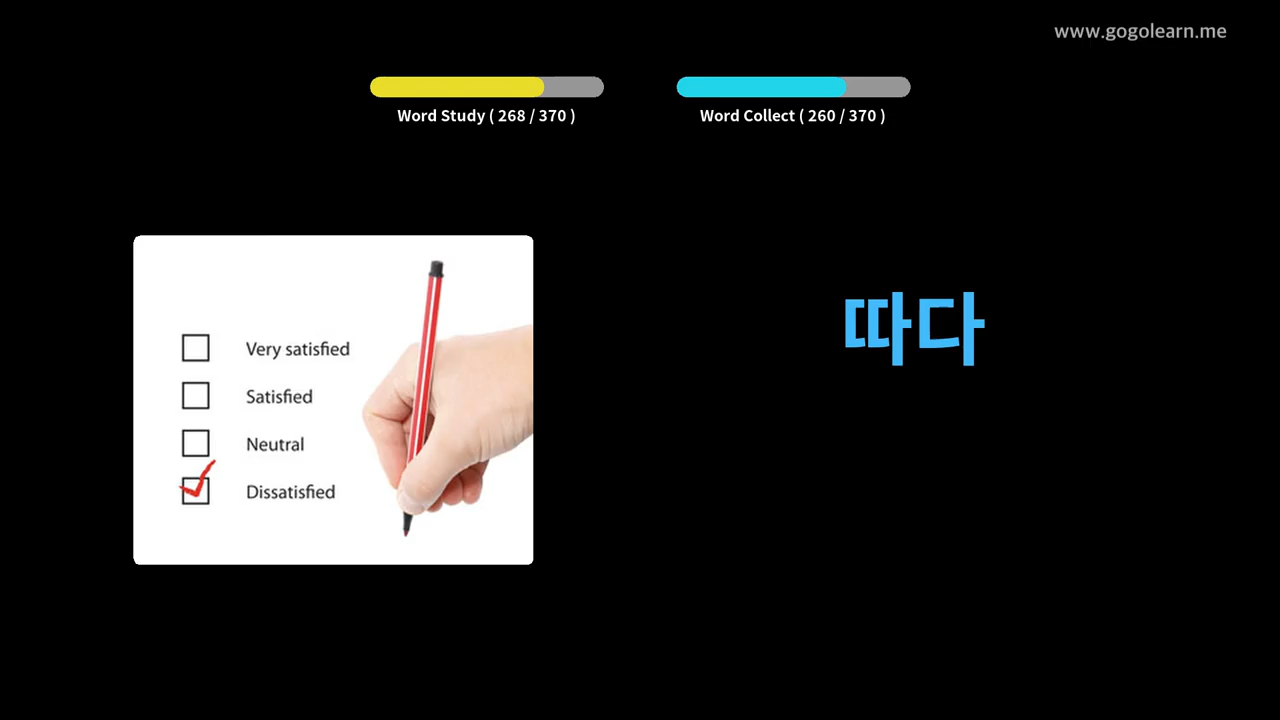 www.gogolearn.me
Word Study ( 268 / 370 )
Word Collect ( 260 / 370 )
Very satisfied
Satisfied
Neutral
Dissatisfied
따다